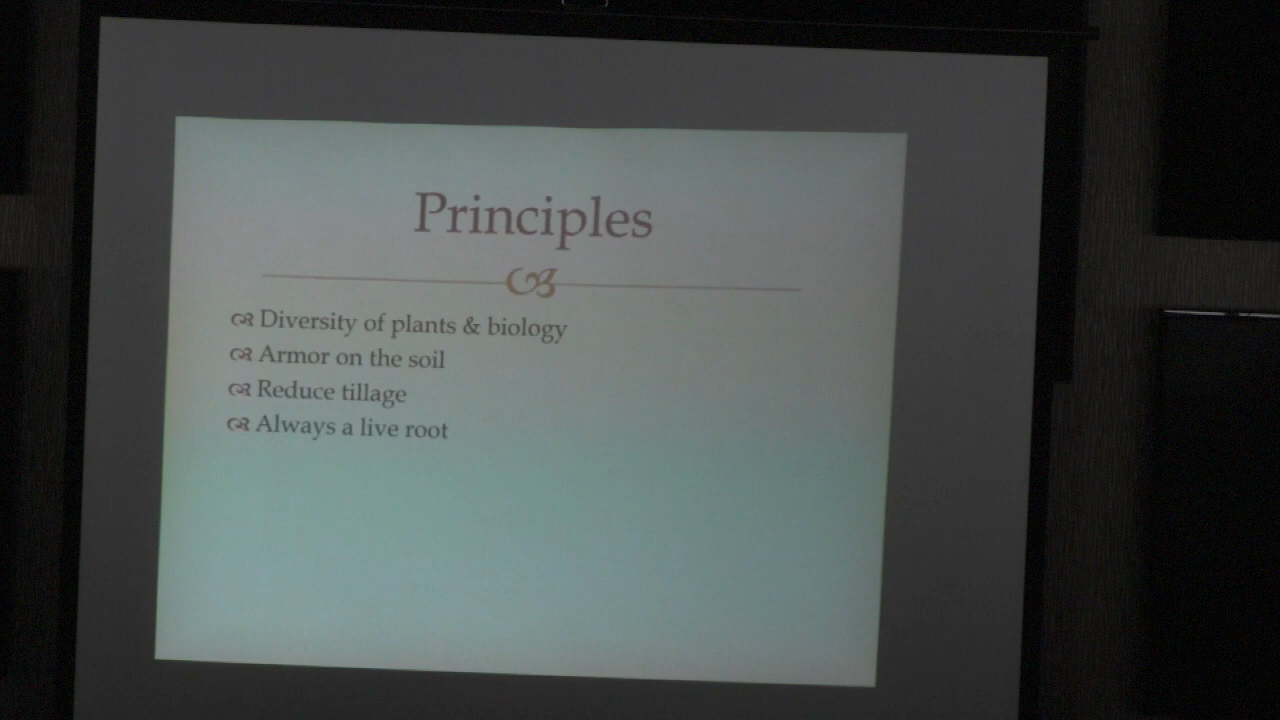 Principles
Diversity of plants & biology
Armor on the soil
Reduce tillage
Always a live root